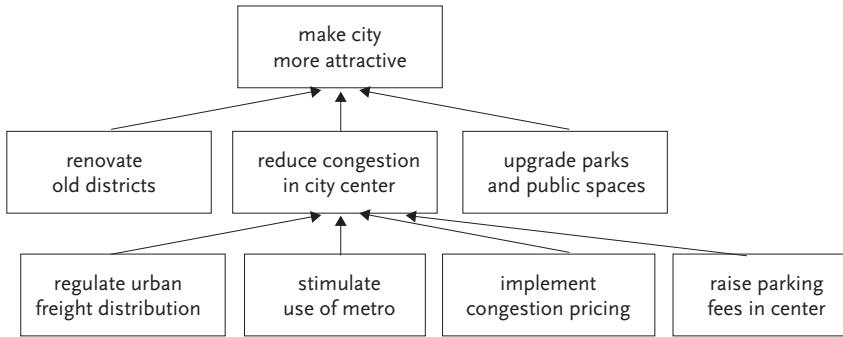 make city
more attractive
renovate
old districts
reduce congestion
in city center
upgrade parks
and public spaces
regulate urban
freight distribution
stimulate
use of metro
implement
congestion pricing
raise parking
fees in center